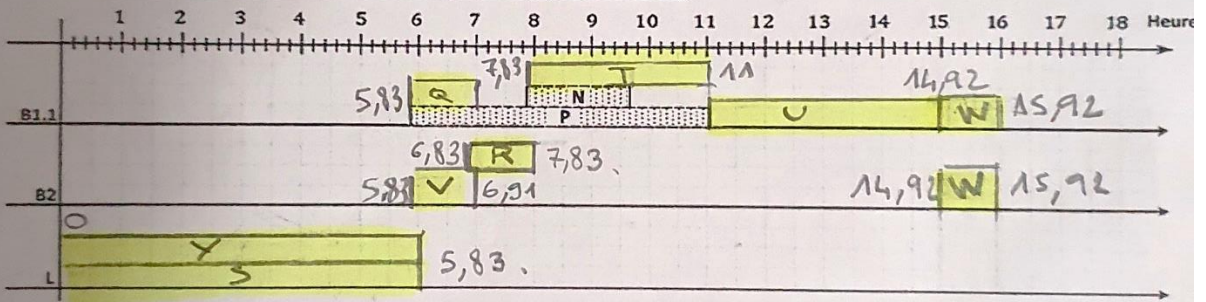 1 2 3 4 5 6 7 8 9 10 11 12 13 14 15 16 17 18 Heure
7,83 T 11
5,83 Q N 14,92
B1.1 P U W 15,92
6,83 R 7,83.
B2 5,83 V 6,91 14,92 W 15,92
0
Y
L S 5,83.